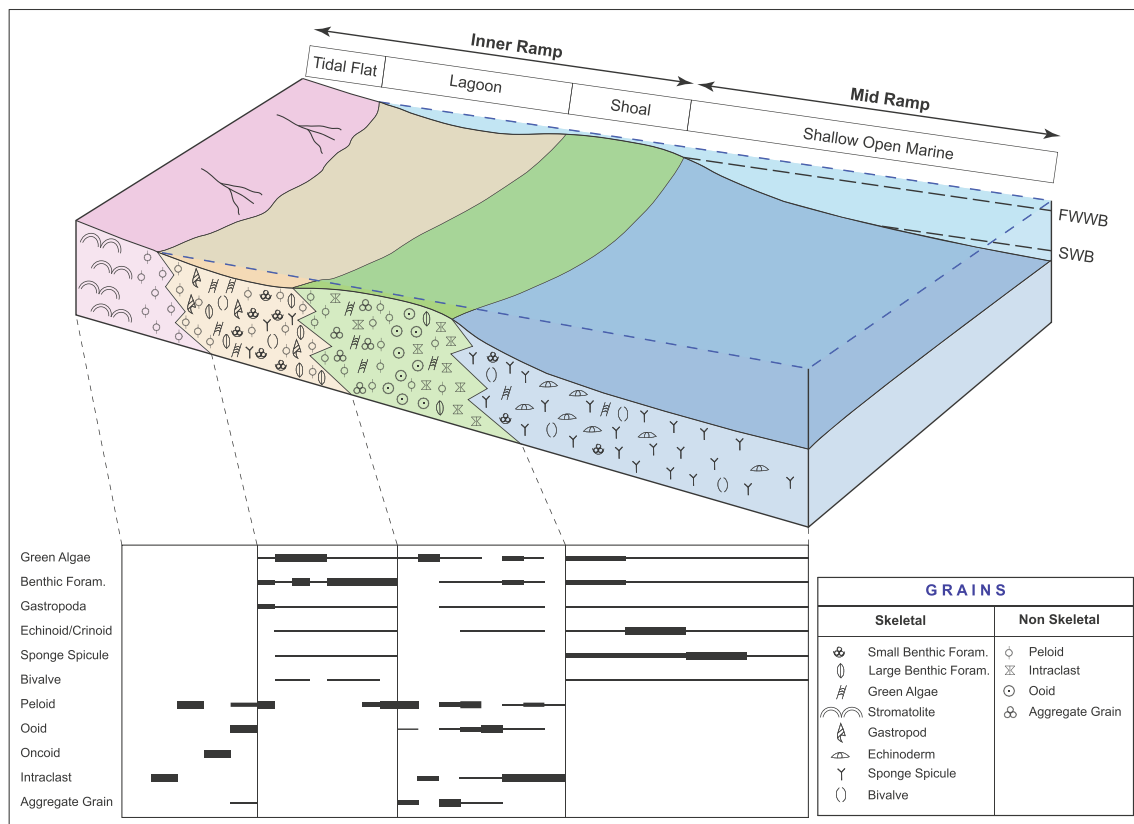 Inner Ramp
Mid Ramp
Tidal Flat
Lagoon
Shoal
Shallow Open Marine
FWWB
SWB
Green Algae
Benthic Foram.
Gastropoda
Echinoid/Crinoid
Sponge Spicule
Bivalve
Peloid
Ooid
Oncoid
Intraclast
Aggregate Grain
GRAINS
Skeletal
Small Benthic Foram.
Large Benthic Foram.
Green Algae
Stromatolite
Gastropod
Echinoderm
Sponge Spicule
Bivalve
Non Skeletal
Peloid
Intraclast
Ooid
Aggregate Grain